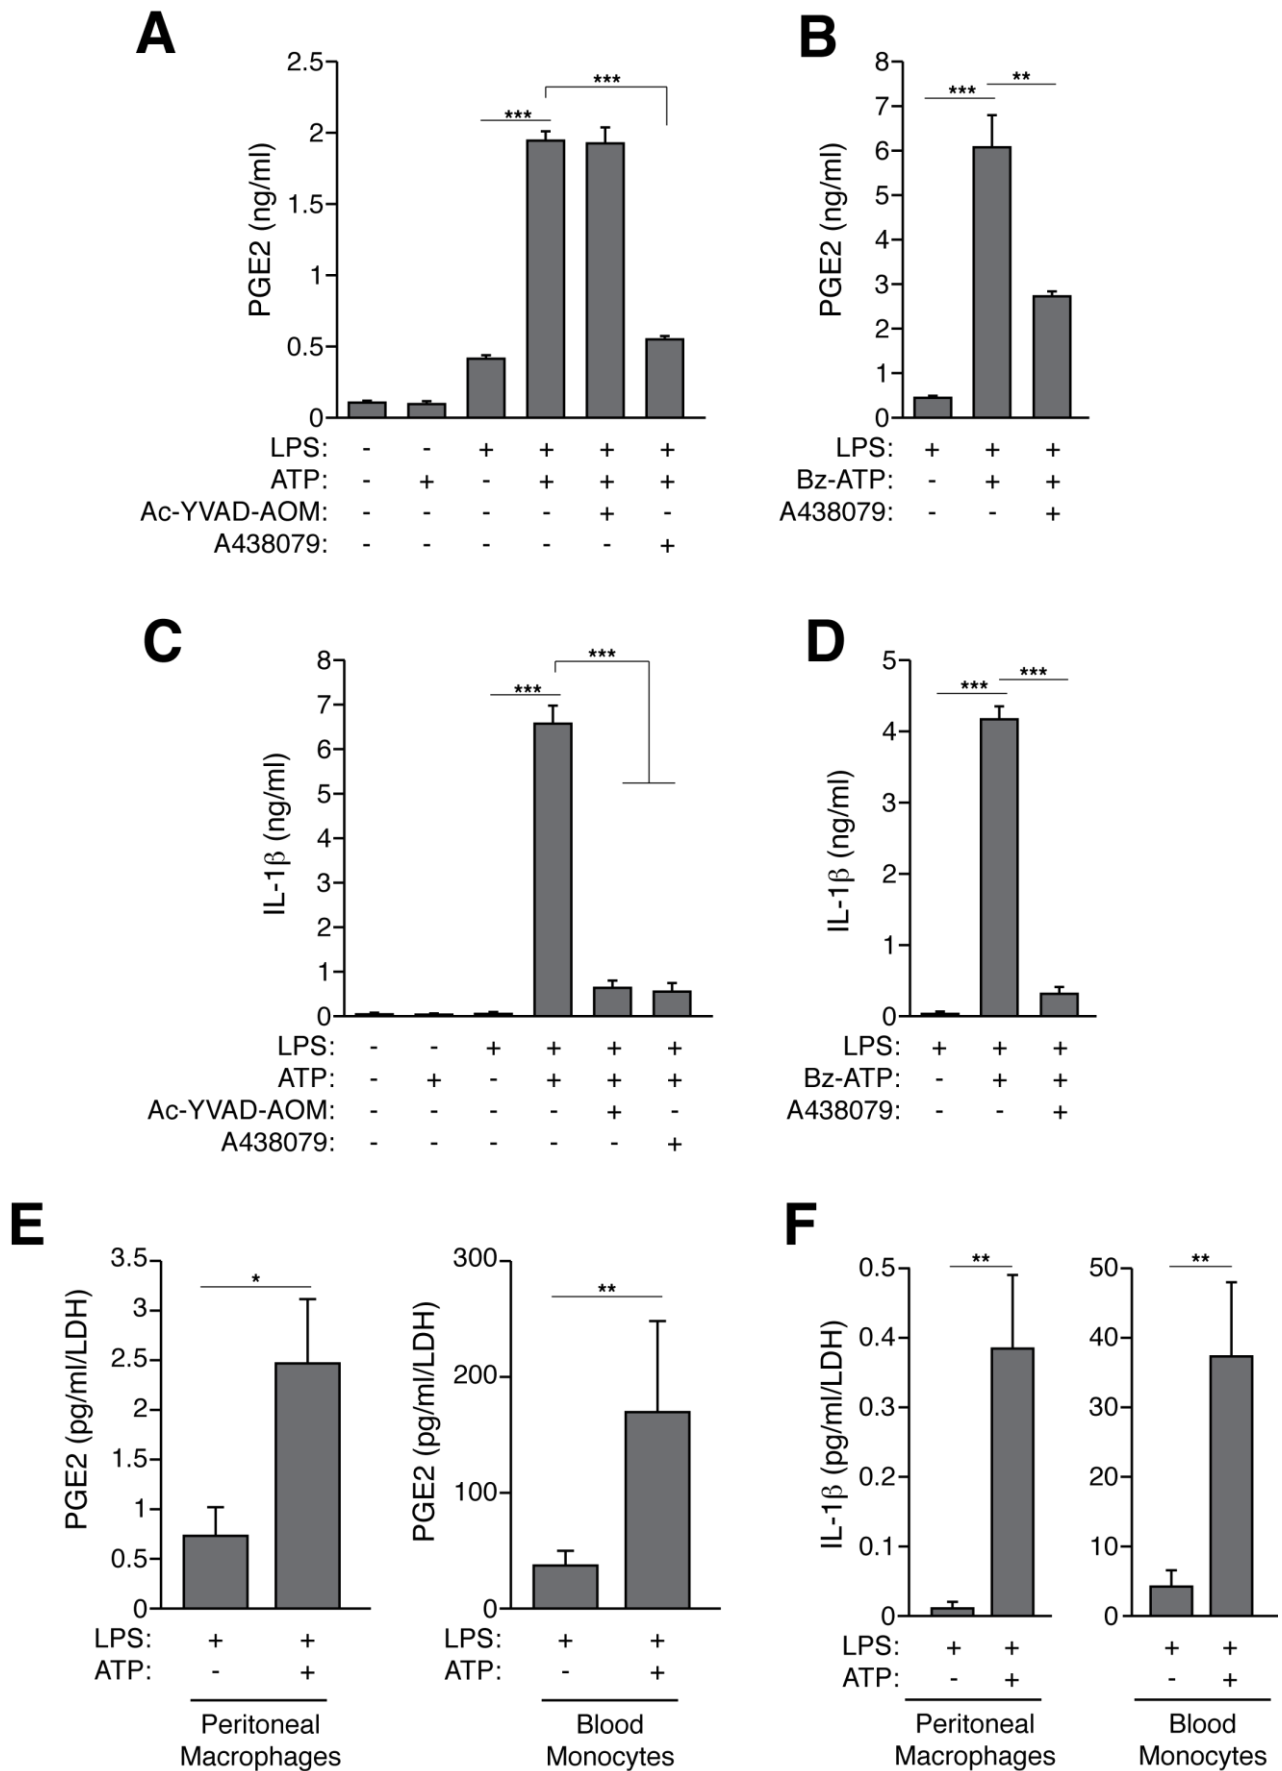 A
2.5
2
1.5
1
0.5
0
PGE2 (ng/ml)
***
***
LPS: - - + + + +
ATP: - + - + + +
Ac-YVAD-AOM: - - - - + -
A438079: - - - - - +
B
8
7
6
5
4
3
2
1
0
PGE2 (ng/ml)
***
**
LPS: + + +
Bz-ATP: - + +
A438079: - - +
C
8
7
6
5
4
3
2
1
0
IL-1β (ng/ml)
***
***
LPS: - - + + + +
ATP: - + - + + +
Ac-YVAD-AOM: - - - - + -
A438079: - - - - - +
D
5
4
3
2
1
0
IL-1β (ng/ml)
***
***
LPS: + + +
Bz-ATP: - + +
A438079: - - +
E
3.5
3
2.5
2
1.5
1
0.5
0
PGE2 (pg/ml/LDH)
*
LPS: + +
ATP: - +
Peritoneal
Macrophages
300
200
100
0
PGE2 (pg/ml/LDH)
**
LPS: + +
ATP: - +
Blood
Monocytes
F
0.5
0.4
0.3
0.2
0.1
0
IL-1β (pg/ml/LDH)
**
LPS: + +
ATP: - +
Peritoneal
Macrophages
50
40
30
20
10
0
**
+ +
- +
Blood
Monocytes